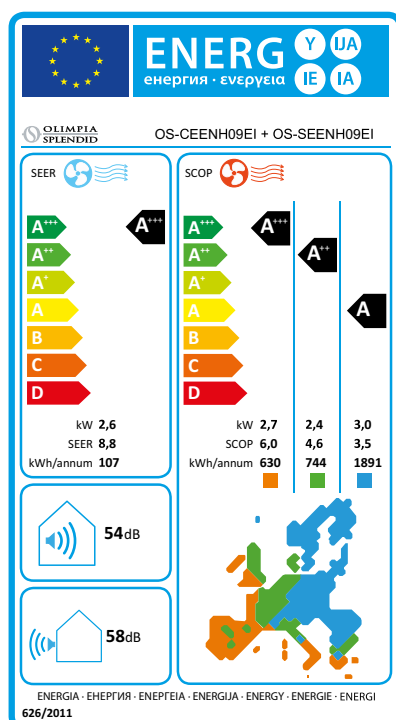 ENERG Y IJA
енергия · ενεργεια IE IA
OLIMPIA
SPLENDID
OS-CEENH09EI + OS-SEENH09EI
SEER
SCOP
A+++ A+++ A+++ A+++
A++ A++ A++
A+ A+
A A A
B B
C C
D D
kW 2,6
SEER 8,8
kWh/annum 107
kW 2,7 2,4 3,0
SCOP 6,0 4,6 3,5
kWh/annum 630 744 1891
54dB
58dB
ENERGIA · ЕНЕРГИЯ · ΕΝΕΡΓΕΙΑ · ENERGIJA · ENERGY · ENERGIE · ENERGI
626/2011